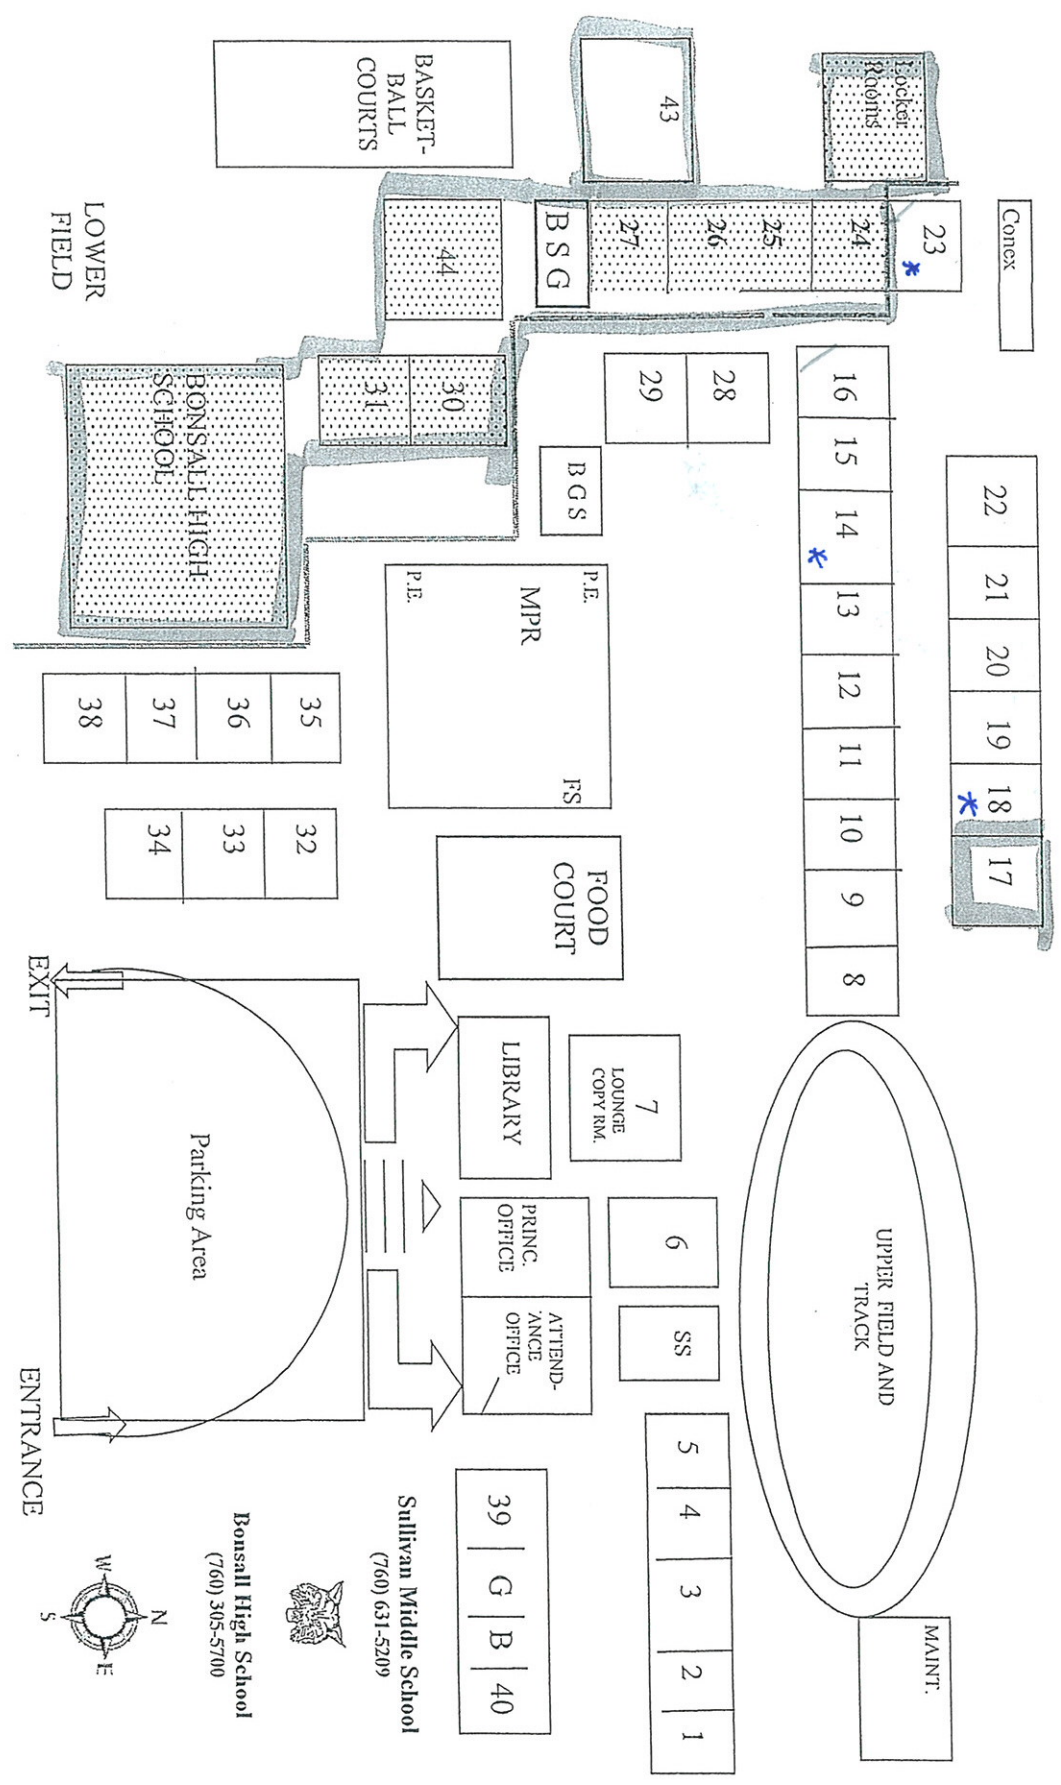 Conex
22
21
20
19
18 *
17
MAINT.
Locker
Rooms
23 *
24
25
26
27
B S G
16
15
14 *
13
12
11
10
9
8
UPPER FIELD AND
TRACK
43
28
29
B G S
P.E.
MPR
P.E.
FS
FOOD
COURT
7
LOUNGE
COPY RM.
LIBRARY
6
SS
PRINC.
OFFICE
ATTEND-
ANCE
OFFICE
5
4
3
2
1
39
G
B
40
BASKET-
BALL
COURTS
44
30
31
LOWER
FIELD
BONSALL HIGH
SCHOOL
35
36
37
38
32
33
34
Parking Area
EXIT
ENTRANCE
Sullivan Middle School
(760) 631-5209
Bonsall High School
(760) 305-5700
N
W
E
S